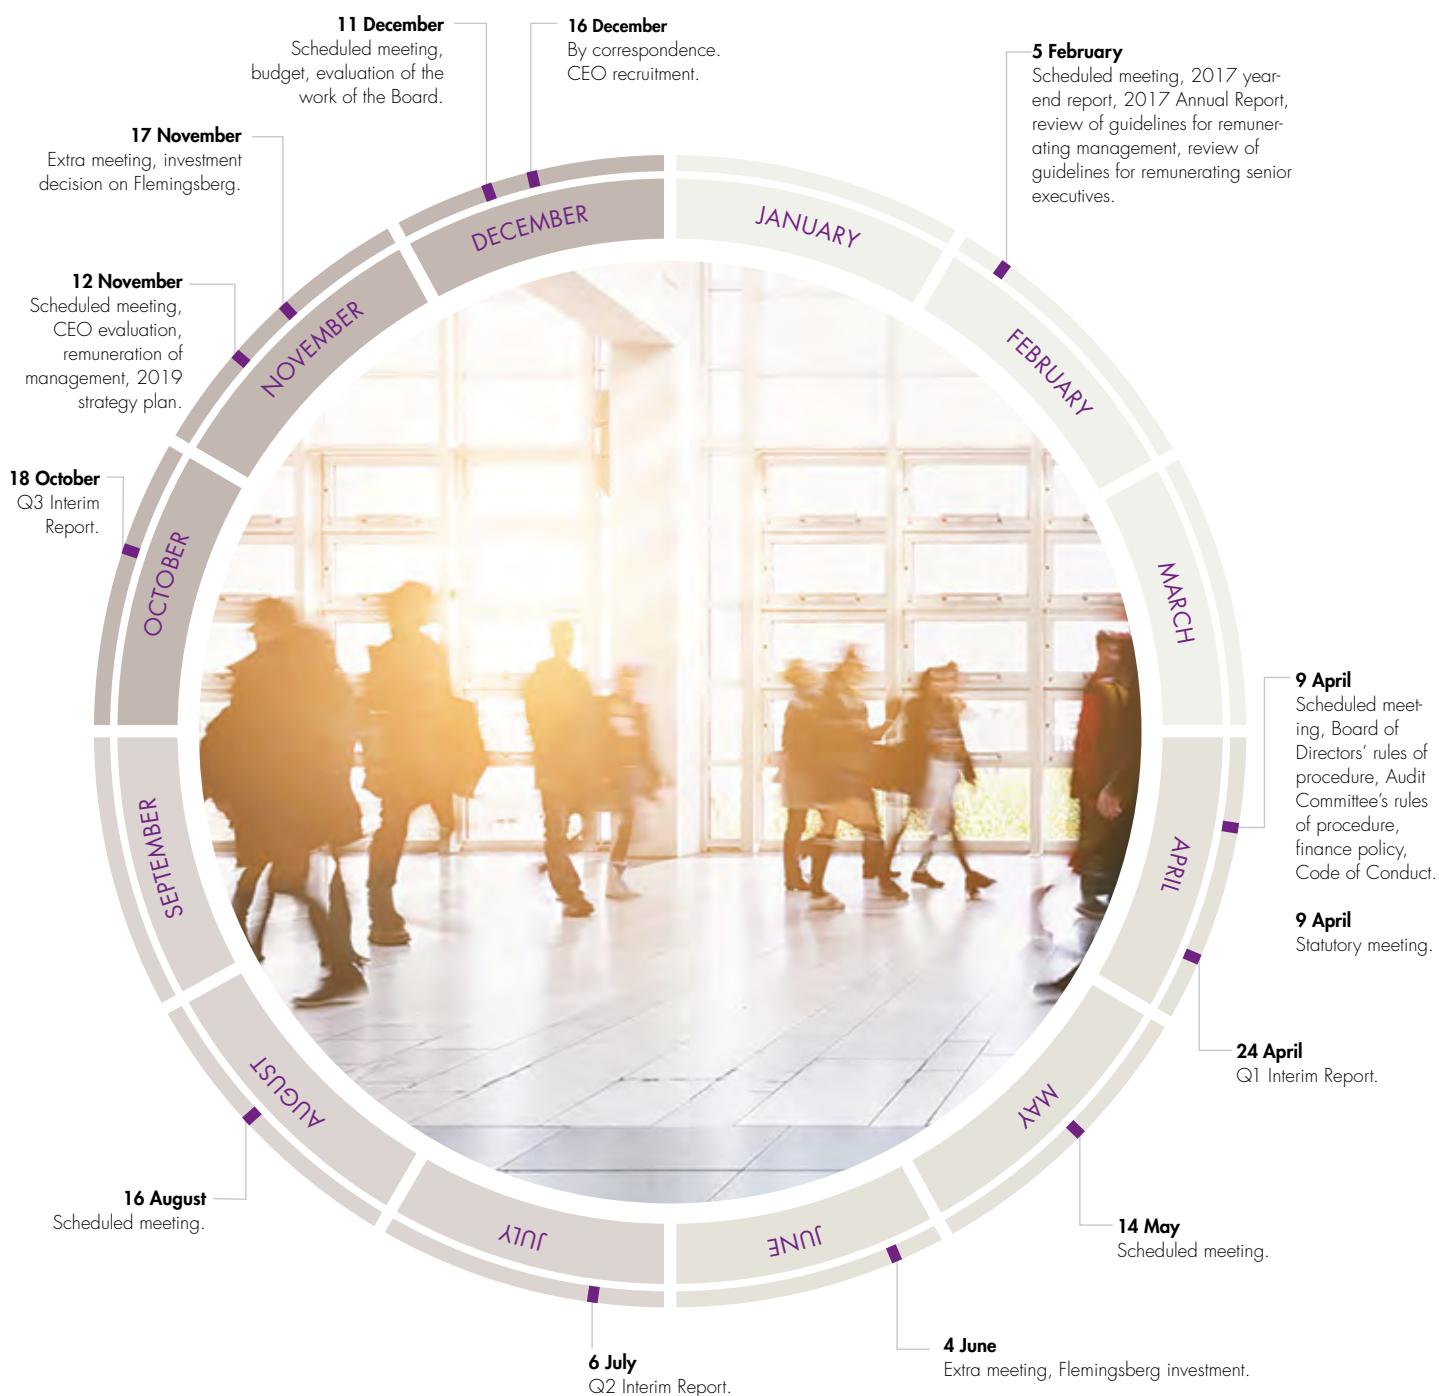 11 December
Scheduled meeting,
budget, evaluation of the
work of the Board.
16 December
By correspondence.
CEO recruitment.
5 February
Scheduled meeting, 2017 year-
end report, 2017 Annual Report,
review of guidelines for remuner-
ating management, review of
guidelines for remunerating senior
executives.
17 November
Extra meeting, investment
decision on Flemingsberg.
12 November
Scheduled meeting,
CEO evaluation,
remuneration of
management, 2019
strategy plan.
18 October
Q3 Interim
Report.
JANUARY
FEBRUARY
MARCH
APRIL
MAY
JUNE
JULY
AUGUST
SEPTEMBER
OCTOBER
NOVEMBER
DECEMBER
9 April
Scheduled meet-
ing, Board of
Directors' rules of
procedure, Audit
Committee's rules
of procedure,
finance policy,
Code of Conduct.
9 April
Statutory meeting.
24 April
Q1 Interim Report.
14 May
Scheduled meeting.
4 June
Extra meeting, Flemingsberg investment.
6 July
Q2 Interim Report.
16 August
Scheduled meeting.